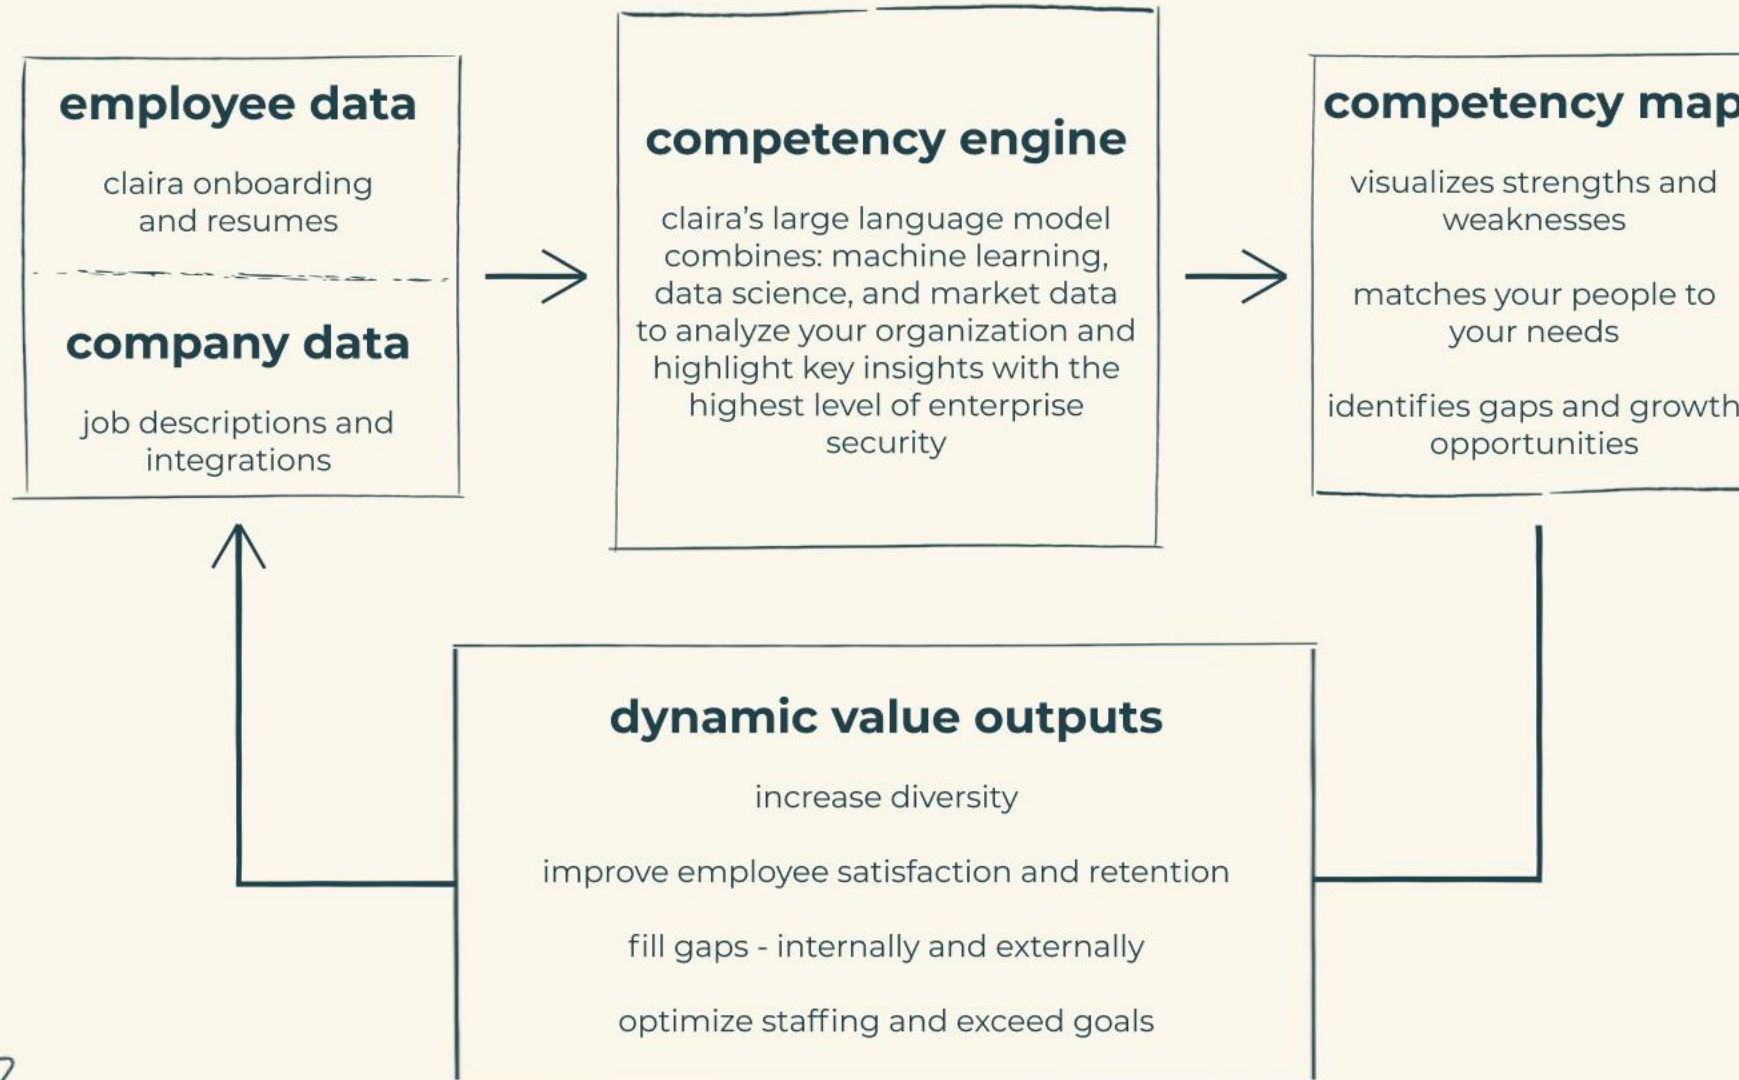 employee data
claira onboarding
and resumes
company data
job descriptions and
integrations
competency engine
claira’s large language model
combines: machine learning,
data science, and market data
to analyze your organization and
highlight key insights with the
highest level of enterprise
security
competency map
visualizes strengths and
weaknesses
matches your people to
your needs
identifies gaps and growth
opportunities
dynamic value outputs
increase diversity
improve employee satisfaction and retention
fill gaps - internally and externally
optimize staffing and exceed goals